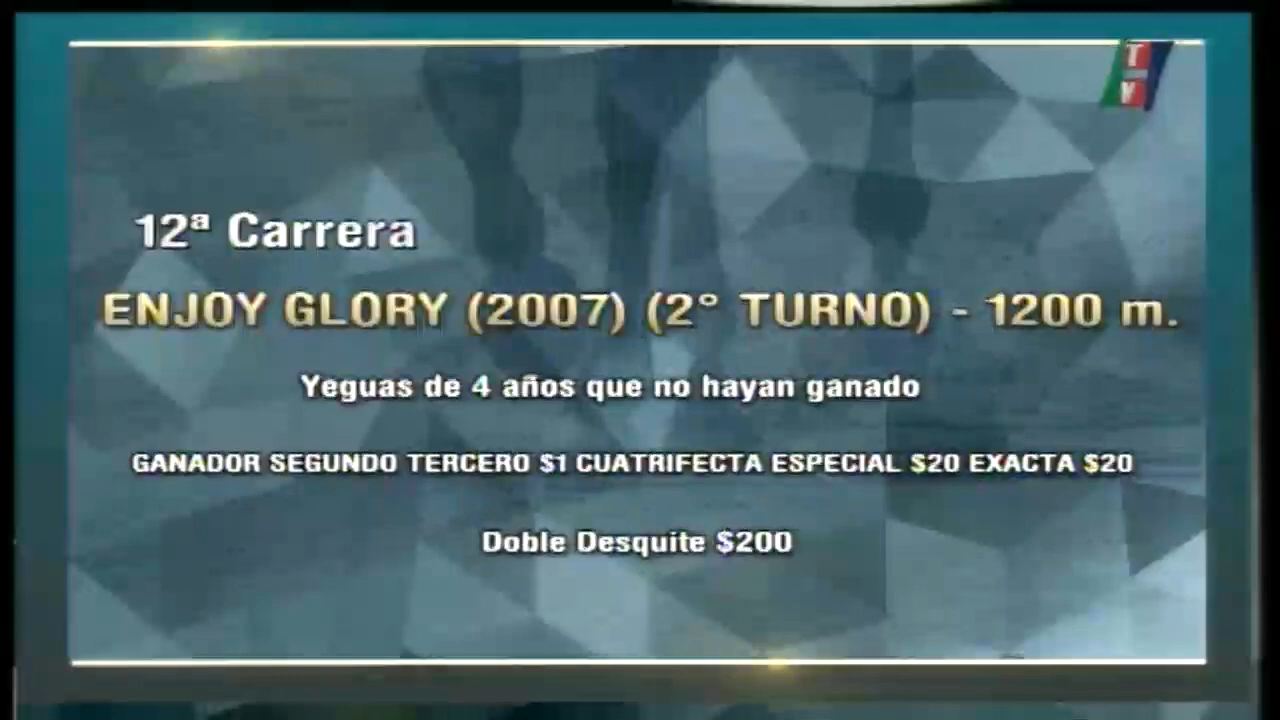 T
V
12ª Carrera
ENJOY GLORY (2007) (2° TURNO) - 1200 m.
Yeguas de 4 años que no hayan ganado
GANADOR SEGUNDO TERCERO $1 CUATRIFECTA ESPECIAL $20 EXACTA $20
Doble Desquite $200